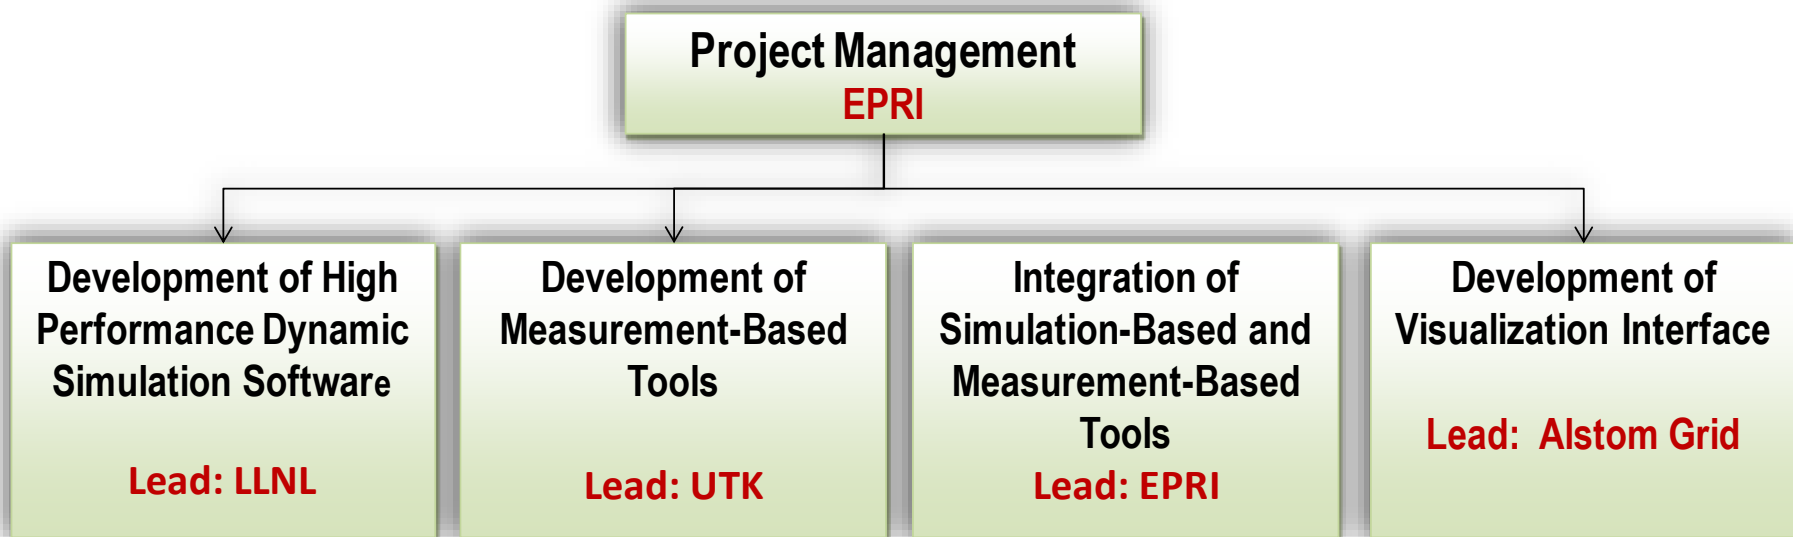 Project Management
EPRI
Development of High
Performance Dynamic
Simulation Software
Lead: LLNL
Development of
Measurement-Based
Tools
Lead: UTK
Integration of
Simulation-Based and
Measurement-Based
Tools
Lead: EPRI
Development of
Visualization Interface
Lead: Alstom Grid